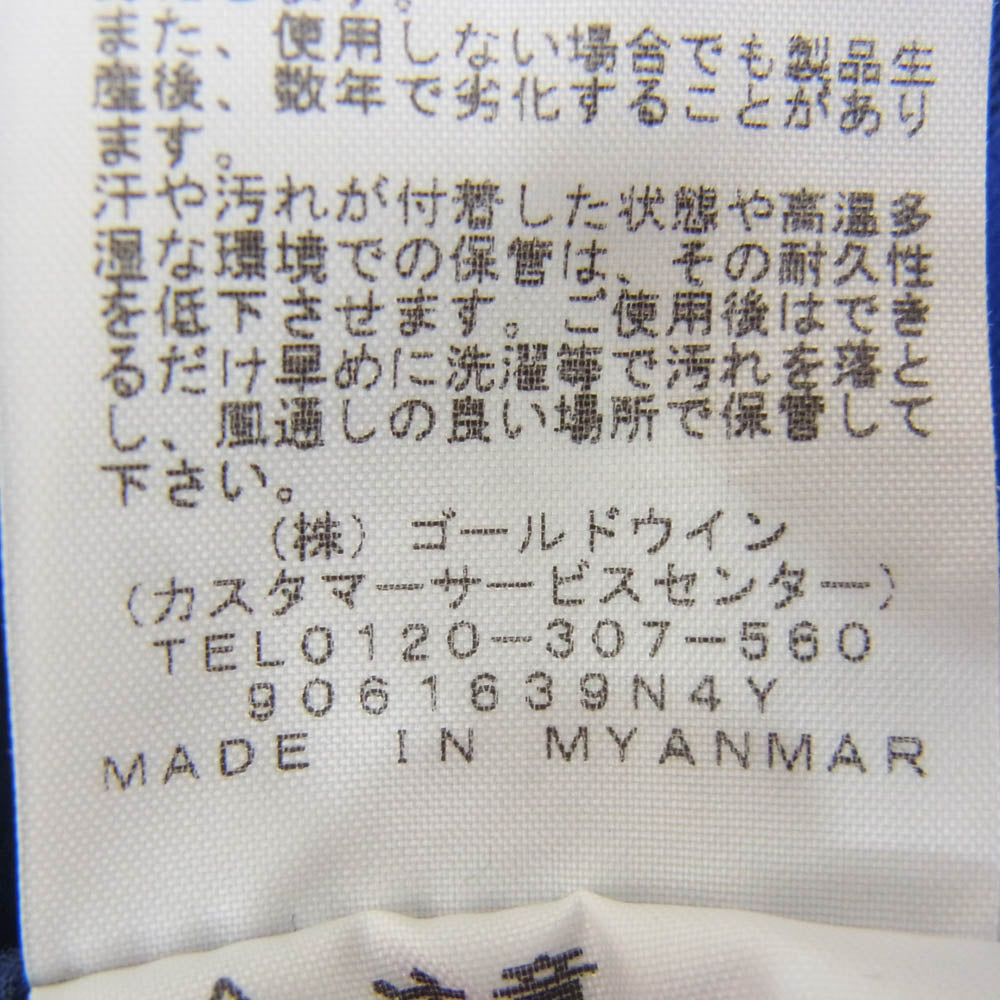 ます。
また、使用しない場合でも製品生
産後、数年で劣化することがあり
ます。
汗や汚れが付着した状態や高温多
湿な環境での保管は、その耐久性
を低下させます。ご使用後はでき
るだけ早めに洗濯等で汚れを落と
し、風通しの良い場所で保管して
下さい。
(株)ゴールドウイン
(カスタマーサービスセンター)
TEL0120-307-560
9061639N4Y
MADE IN MYANMAR
注意